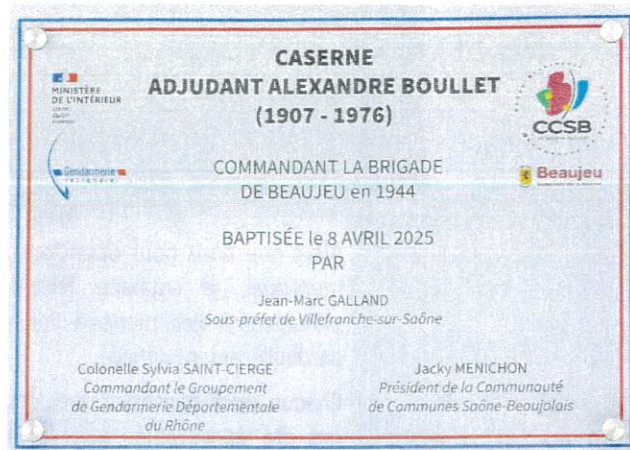 CASERNE
ADJUDANT ALEXANDRE BOULLET
(1907 - 1976)
MINISTÈRE
DE L'INTÉRIEUR
CCSB
Gendarmerie
nationale
Beaujeu
COMMANDANT LA BRIGADE
DE BEAUJEU en 1944
BAPTISÉE le 8 AVRIL 2025
PAR
Jean-Marc GALLAND
Sous-préfet de Villefranche-sur-Saône
Colonelle Sylvia SAINT-CIERGE
Commandant le Groupement
de Gendarmerie Départementale
du Rhône
Jacky MENICHON
Président de la Communauté
de Communes Saône-Beaujolais